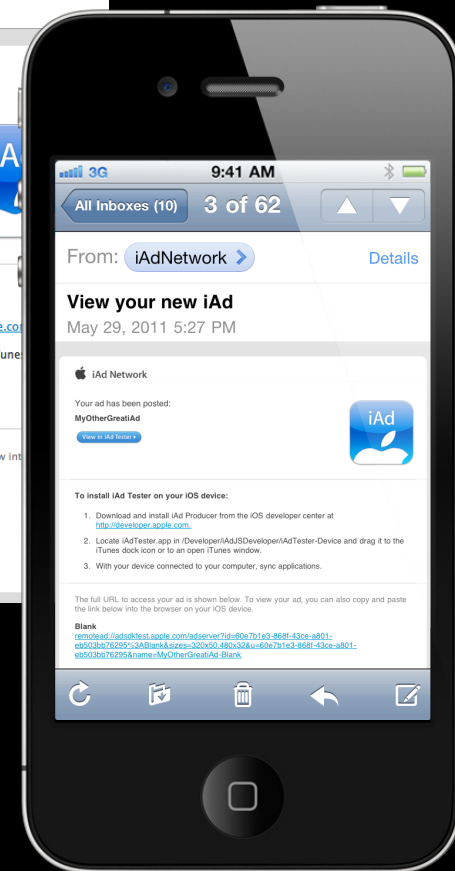 3G 9:41 AM
All Inboxes (10) 3 of 62
From: iAdNetwork Details
View your new iAd
May 29, 2011 5:27 PM
iAd Network
Your ad has been posted:
MyOtherGreatiAd
View in iAd Tester
iAd
To install iAd Tester on your iOS device:
1. Download and install iAd Producer from the iOS developer center at
http://developer.apple.com.
2. Locate iAdTester.app in /Developer/iAdJSDeveloper/iAdTester-Device and drag it to the
iTunes dock icon or to an open iTunes window.
3. With your device connected to your computer, sync applications.
The full URL to access your ad is shown below. To view your ad, you can also copy and paste
the link below into the browser on your iOS device.
Blank
remotead://adsdktest.apple.com/adserver?id=60e7b1e3-868f-43ce-a801-
eb503bb76295%3ABlank&sizes=320x50,480x32&u=60e7b1e3-868f-43ce-a801-
eb503bb76295&name=MyOtherGreatiAd-Blank